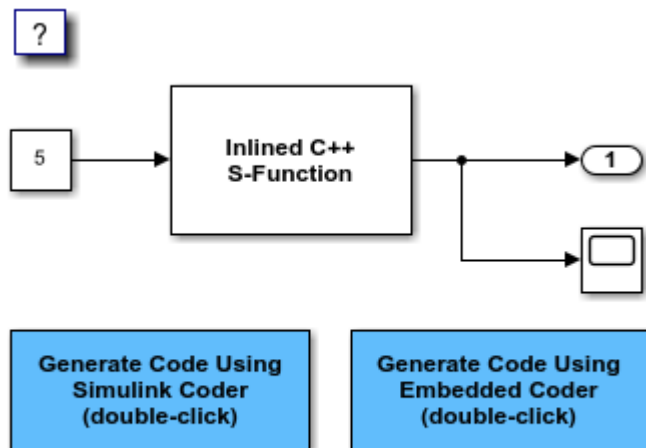 ?
5
Inlined C++
S-Function
1
Generate Code Using
Simulink Coder
(double-click)
Generate Code Using
Embedded Coder
(double-click)